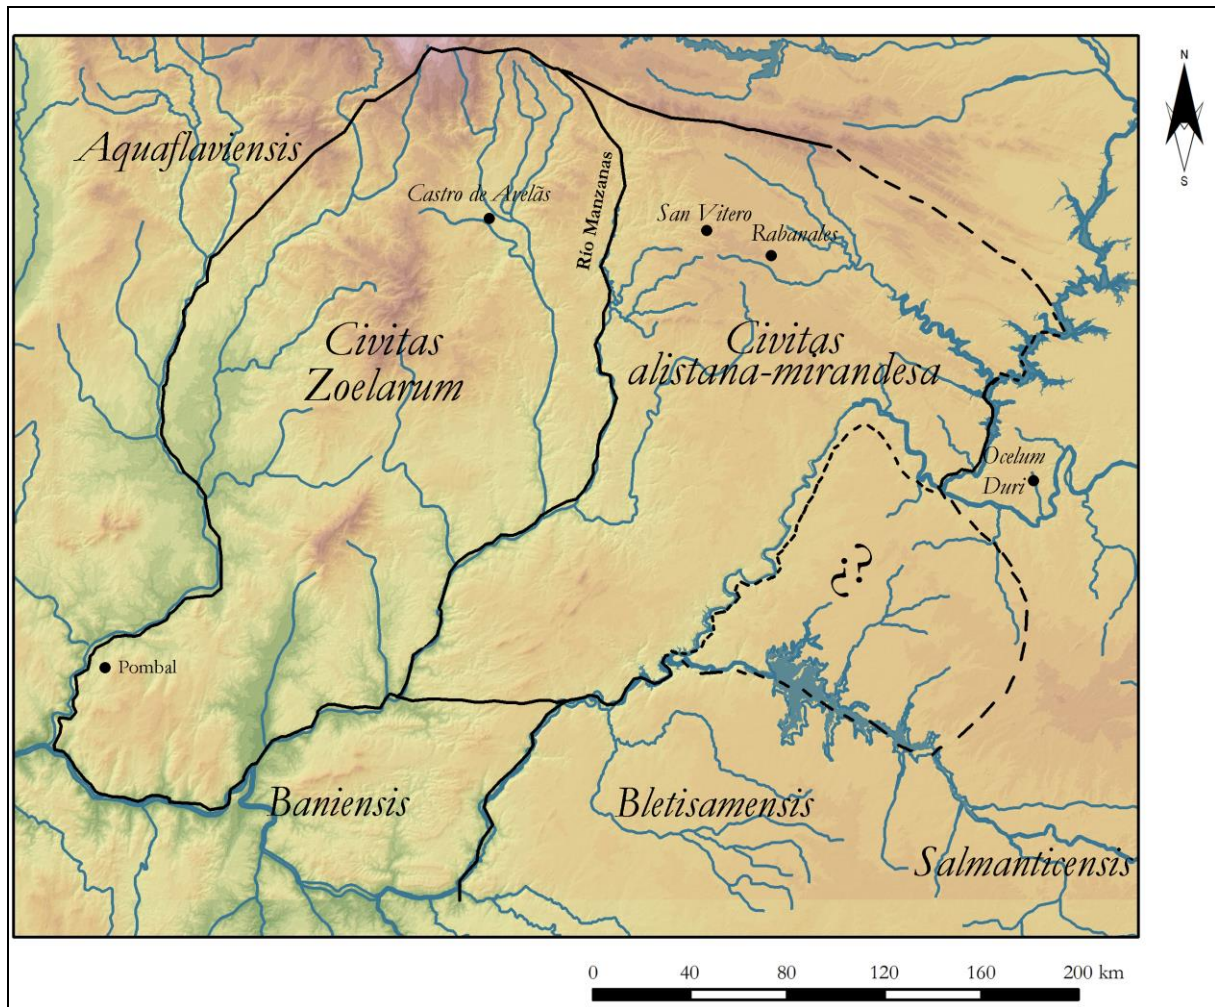 N
S
Aquaflaviensis
Castro de Avelãs
Río Manzanas
San Vitero
Rabanales
Civitas
Zoelarum
Civitas
alistana-mirandesa
Ocelum
Duri
¿?
Pombal
Baniensis
Bletisamensis
Salmanticensis
0 40 80 120 160 200 km